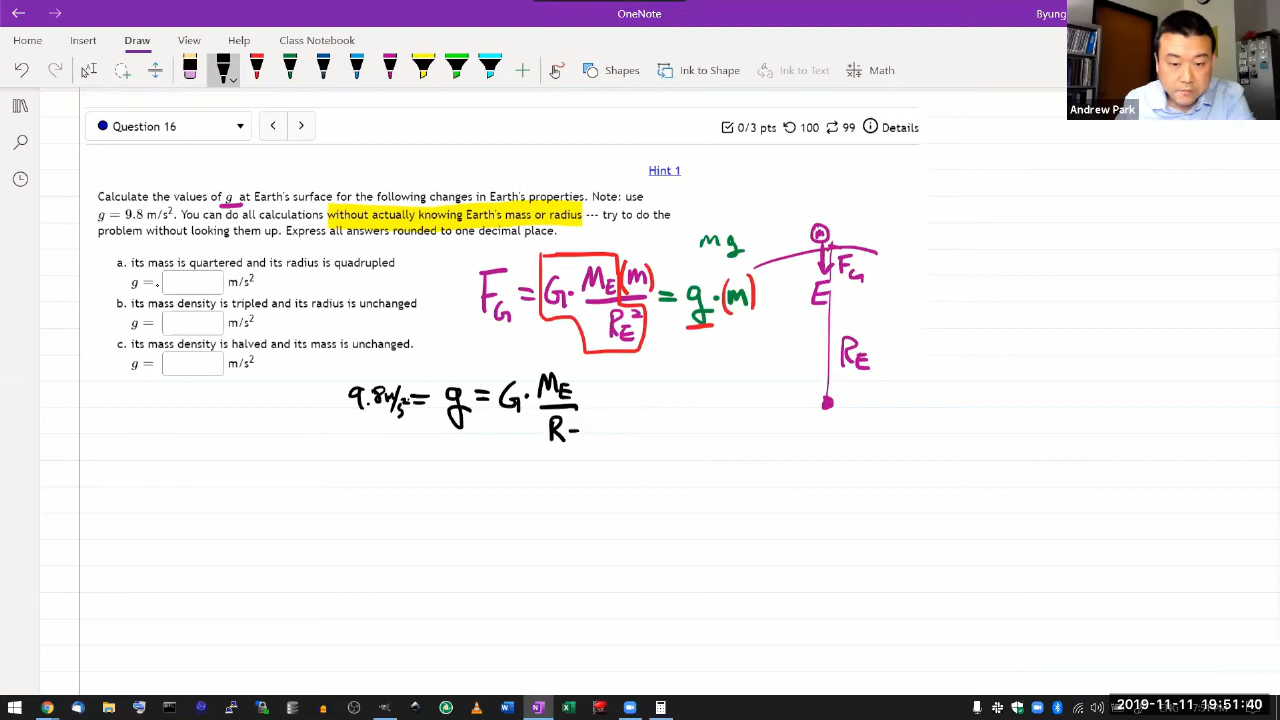 OneNote
Byung
Home Insert Draw View Help Class Notebook
Shapes Ink to Shape Ink to Text Math
Andrew Park
Question 16
0/3 pts 100 99 Details
Hint 1
Calculate the values of g at Earth's surface for the following changes in Earth's properties. Note: use
g = 9.8 m/s². You can do all calculations without actually knowing Earth's mass or radius --- try to do the
problem without looking them up. Express all answers rounded to one decimal place.
a. its mass is quartered and its radius is quadrupled
g = m/s²
b. its mass density is tripled and its radius is unchanged
g = m/s²
c. its mass density is halved and its mass is unchanged.
g = m/s²
mg
F_G = G · M_E (m) / R_E² = g · (m)
m
F_G
E
R_E
9.8 m/s² = g = G · M_E / R
2019-11-11 19:51:40